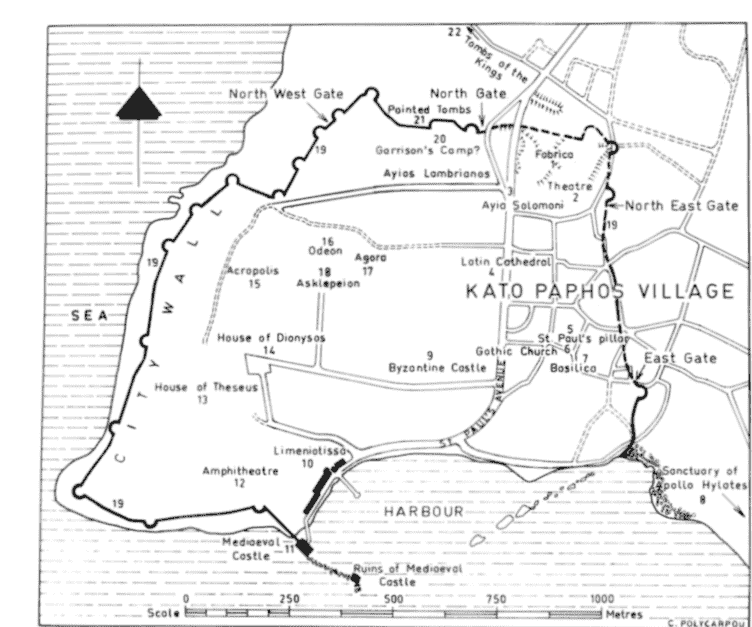 22
Tombs of the
Kings
North West Gate
North Gate
Pointed Tombs
21
20
Garrison's Camp?
19
Fabrica
Ayios Lambrianos
Theatre
2
3
Ayia Solomoni
North East Gate
19
16
Odeon
Agora
17
Latin Cathedral
4
19
Acropolis
15
18
Asklepeion
KATO PAPHOS VILLAGE
SEA
CITY WALL
House of Dionysos
14
5
St Paul's pillar
9
Byzantine Castle
Gothic Church 6
7
Basilica
East Gate
House of Theseus
13
ST PAUL'S AVENUE
Limeniotissa
10
Amphitheatre
12
Sanctuary of
Apollo Hylates
8
19
HARBOUR
Mediaeval
Castle
11
Ruins of Mediaeval
Castle
Scale 0 250 500 750 1000 Metres
C. POLYCARPOU